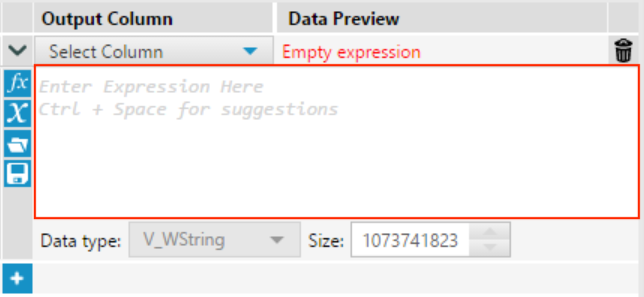 Output Column Data Preview
Select Column Empty expression
fx Enter Expression Here
X Ctrl + Space for suggestions
Data type: V_WString Size: 1073741823
+